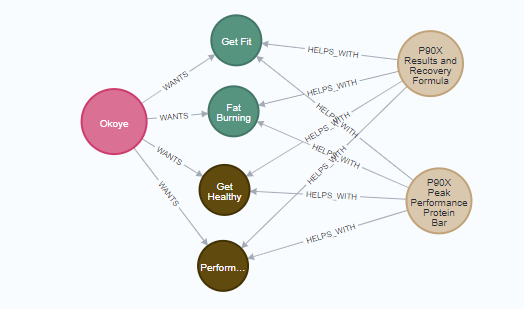 Get Fit
HELPS_WITH
P90X
Results and
Recovery
Formula
WANTS
HELPS_WITH
Okoye
WANTS
Fat
Burning
HELPS_WITH
HELPS_WITH
WANTS
HELPS_WITH
HELPS_WITH
Get
Healthy
HELPS_WITH
P90X
Peak
Performance
Protein
Bar
WANTS
HELPS_WITH
Perform...